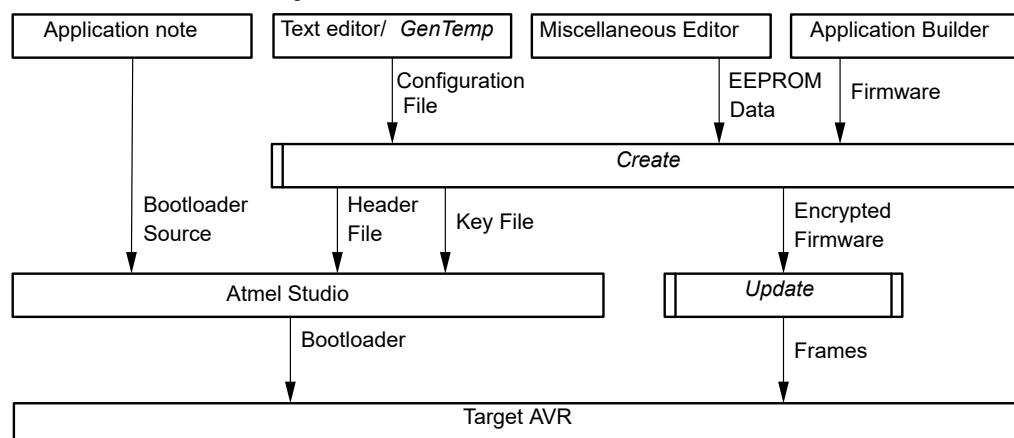 Application note
Text editor/ GenTemp
Miscellaneous Editor
Application Builder
Configuration
File
EEPROM
Data
Firmware
Create
Bootloader
Source
Header
File
Key File
Encrypted
Firmware
Atmel Studio
Update
Bootloader
Frames
Target AVR